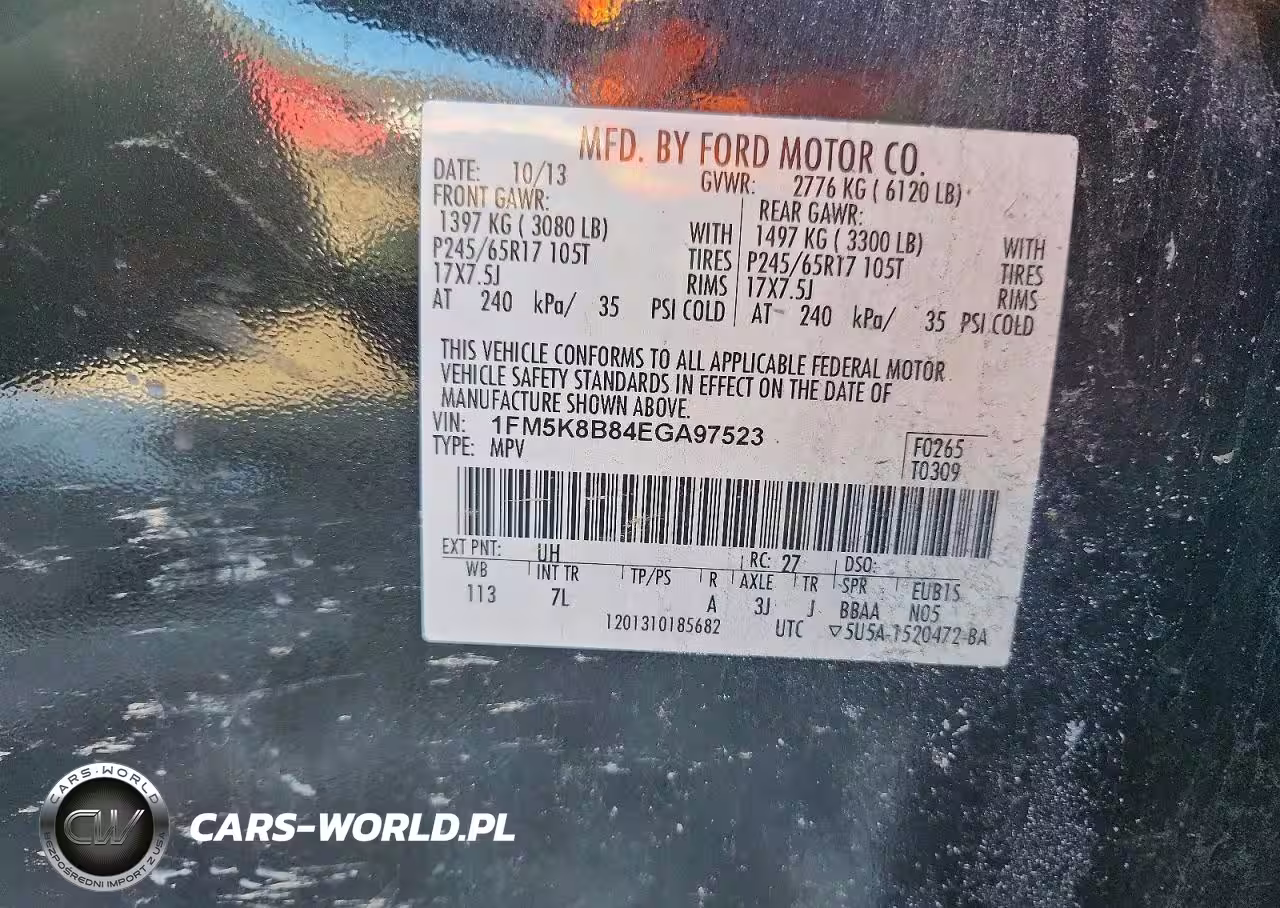 MFD. BY FORD MOTOR CO.
DATE: 10/13 GVWR: 2776 KG ( 6120 LB)
FRONT GAWR: REAR GAWR:
1397 KG ( 3080 LB) WITH 1497 KG ( 3300 LB) WITH
P245/65R17 105T TIRES P245/65R17 105T TIRES
17X7.5J RIMS 17X7.5J RIMS
AT 240 kPa/ 35 PSI COLD AT 240 kPa/ 35 PSI COLD
THIS VEHICLE CONFORMS TO ALL APPLICABLE FEDERAL MOTOR
VEHICLE SAFETY STANDARDS IN EFFECT ON THE DATE OF
MANUFACTURE SHOWN ABOVE.
VIN: 1FM5K8B84EGA97523
TYPE: MPV
F0265
T0309
EXT PNT: UH RC: 27 DSO:
WB INT TR TP/PS R AXLE TR SPR EUB15
113 7L A 3J J BBAA N05
1201310185682 UTC ▽5U5A-1520472-BA
CARS-WORLD
CW
BEZPOŚREDNI IMPORT Z USA
CARS-WORLD.PL